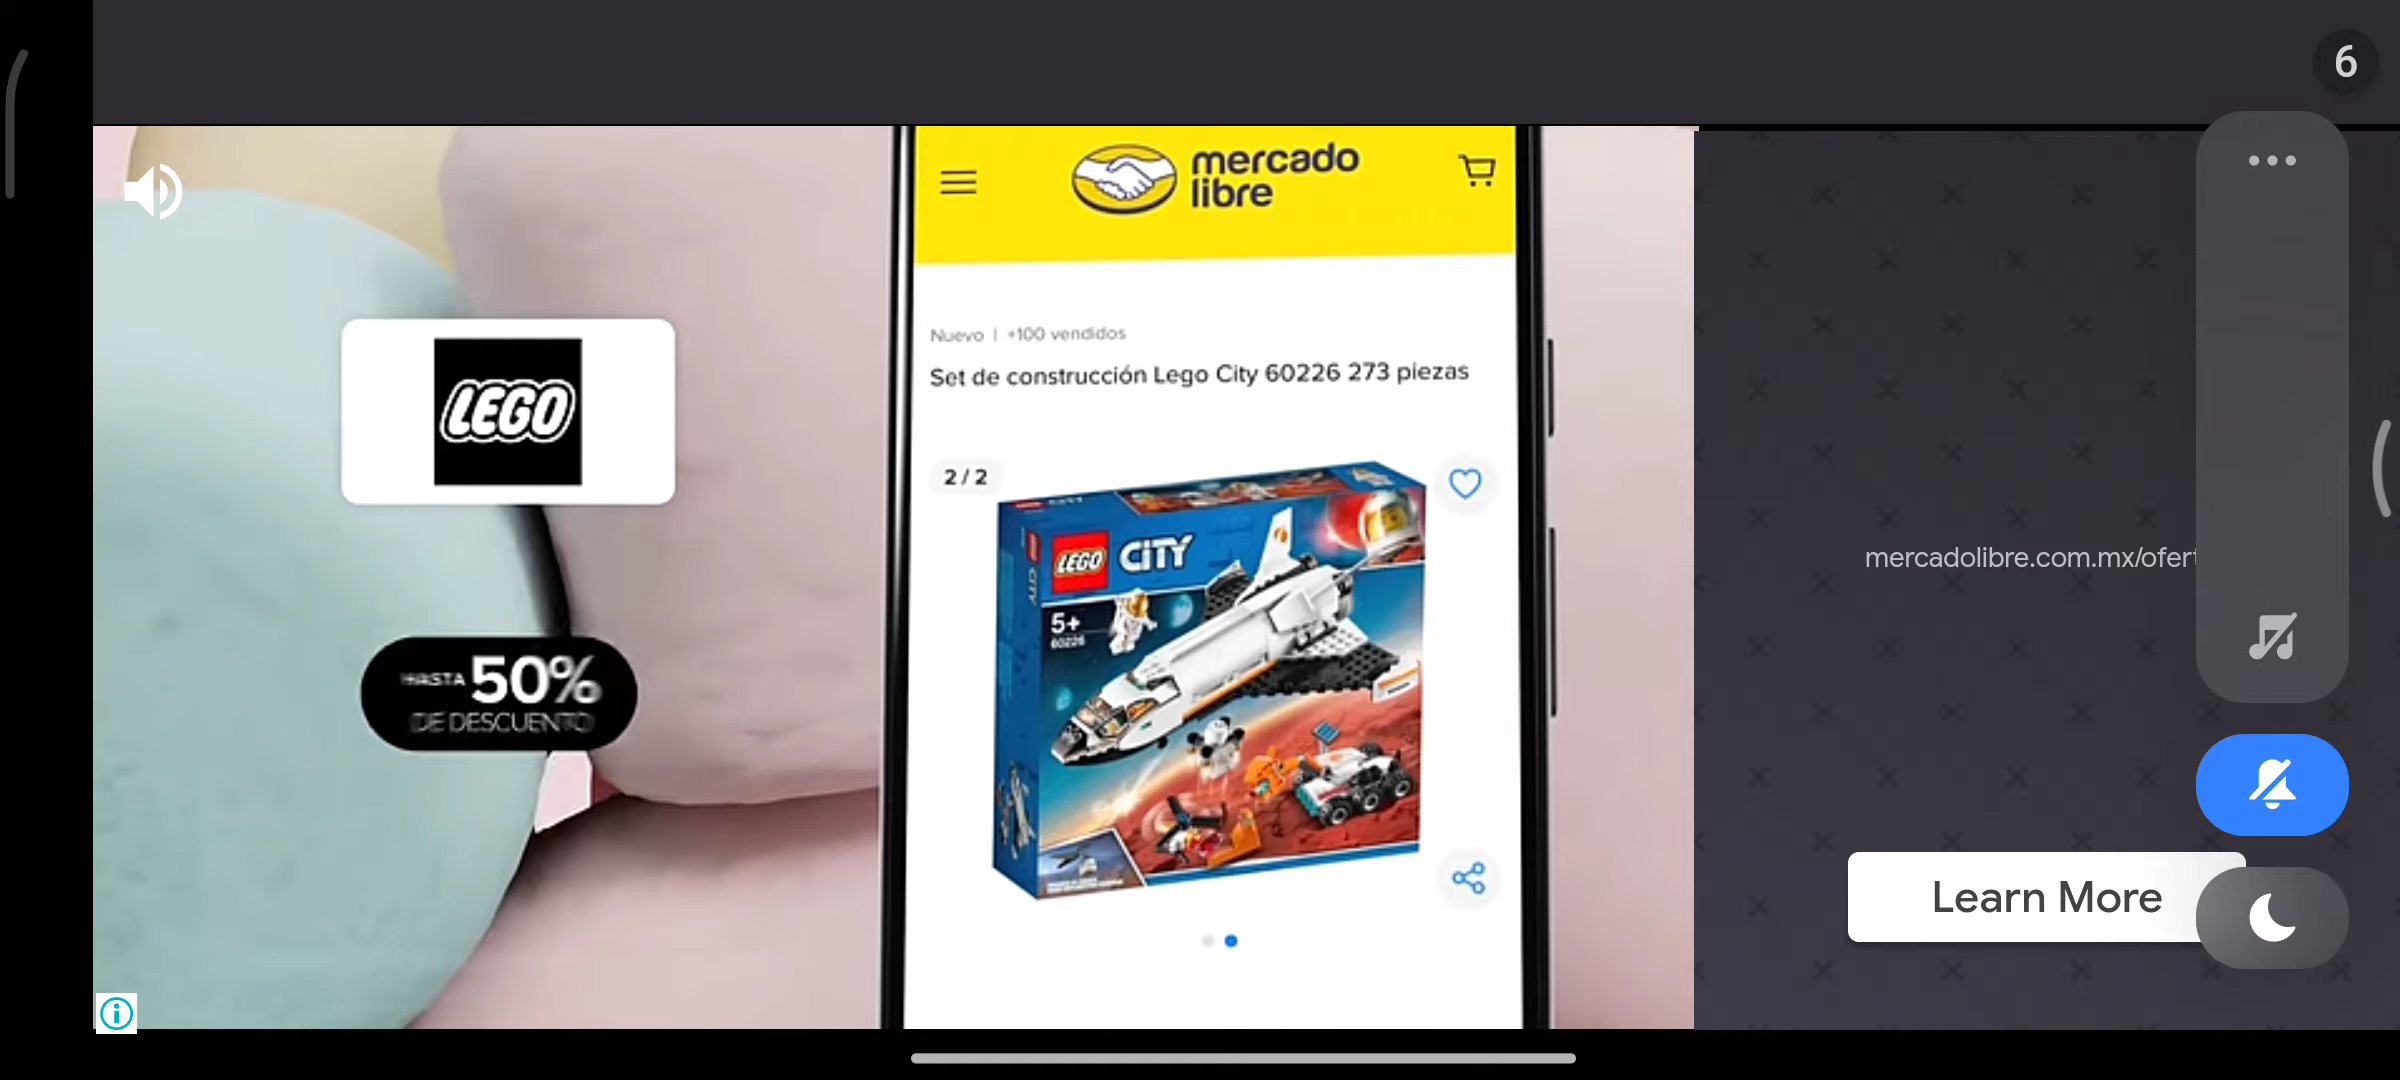 6
mercado
libre
Nuevo | +100 vendidos
Set de construcción Lego City 60226 273 piezas
LEGO
2 / 2
LEGO CITY
5+
60226
HASTA 50%
DE DESCUENTO
mercadolibre.com.mx/ofert
Learn More